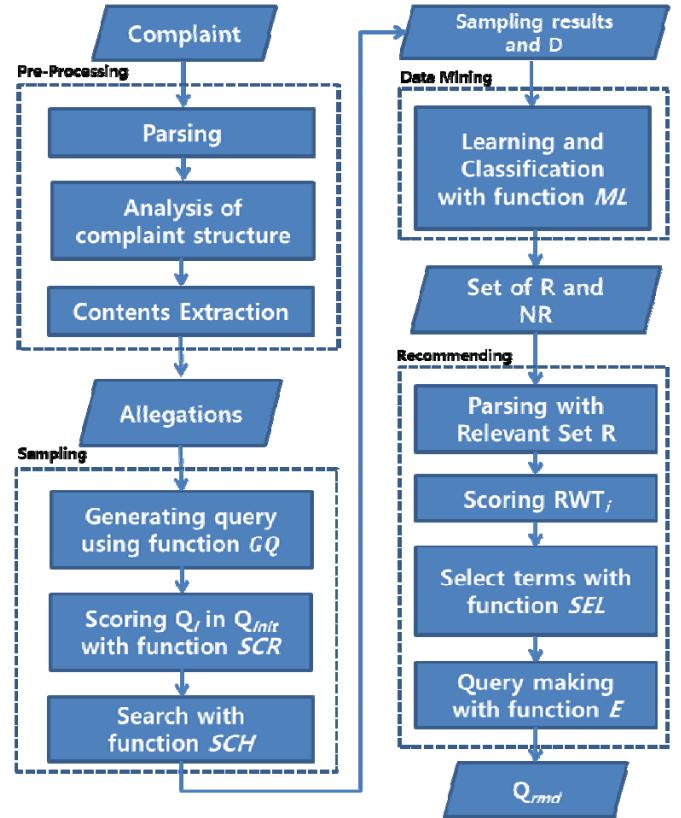 Complaint
Pre-Processing
Parsing
Analysis of
complaint structure
Contents Extraction
Allegations
Sampling
Generating query
using function GQ
Scoring Qi in Qinit
with function SCR
Search with
function SCH
Sampling results
and D
Data Mining
Learning and
Classification
with function ML
Set of R and
NR
Recommending
Parsing with
Relevant Set R
Scoring RWTi
Select terms with
function SEL
Query making
with function E
Qrmd